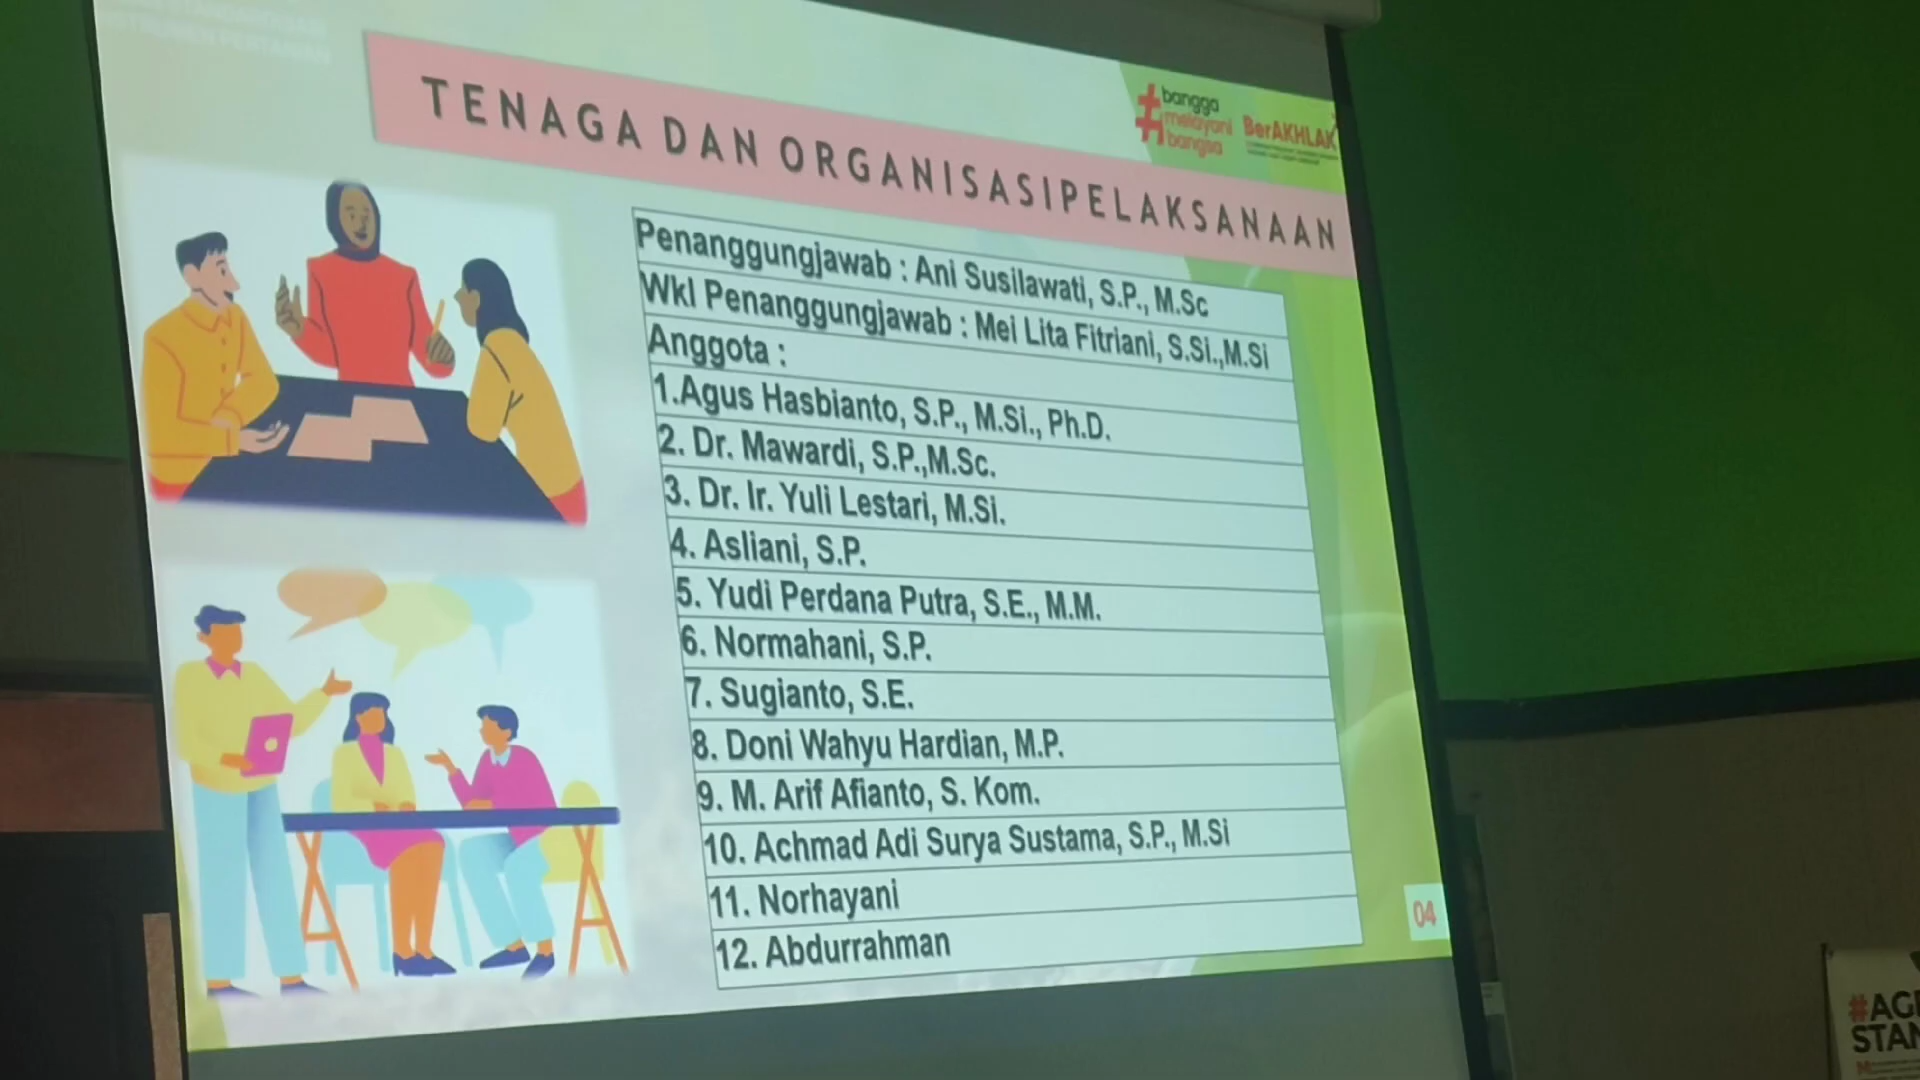 TENAGA DAN ORGANISASIPELAKSANAAN
#bangga
melayani
bangsa
BerAKHLAK
Penanggungjawab : Ani Susilawati, S.P., M.Sc
Wkl Penanggungjawab : Mei Lita Fitriani, S.Si.,M.Si
Anggota :
1.Agus Hasbianto, S.P., M.Si., Ph.D.
2. Dr. Mawardi, S.P.,M.Sc.
3. Dr. Ir. Yuli Lestari, M.Si.
4. Asliani, S.P.
5. Yudi Perdana Putra, S.E., M.M.
6. Normahani, S.P.
7. Sugianto, S.E.
8. Doni Wahyu Hardian, M.P.
9. M. Arif Afianto, S. Kom.
10. Achmad Adi Surya Sustama, S.P., M.Si
11. Norhayani
12. Abdurrahman
04